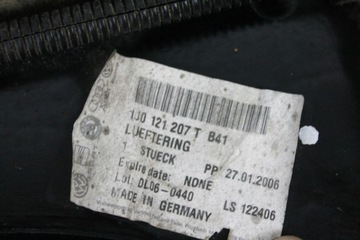 1J0 121 207 T B41
LUEFTERING
1 STUECK PP 27.01.2006
Expire date: NONE
Lot: DL06-0440 LS 122406
MADE IN GERMANY